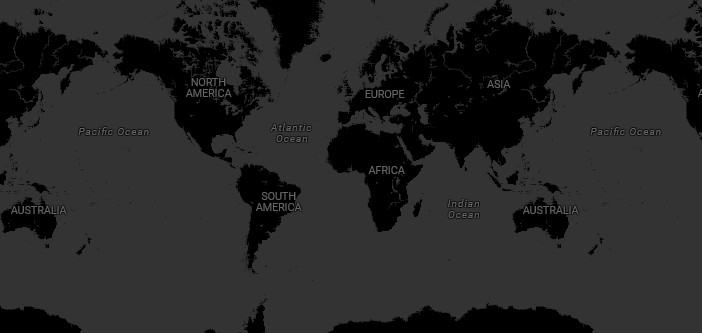 NORTH
AMERICA
EUROPE
ASIA
Pacific Ocean
Atlantic
Ocean
Pacific Ocean
AFRICA
SOUTH
AMERICA
Indian
Ocean
AUSTRALIA
AUSTRALIA